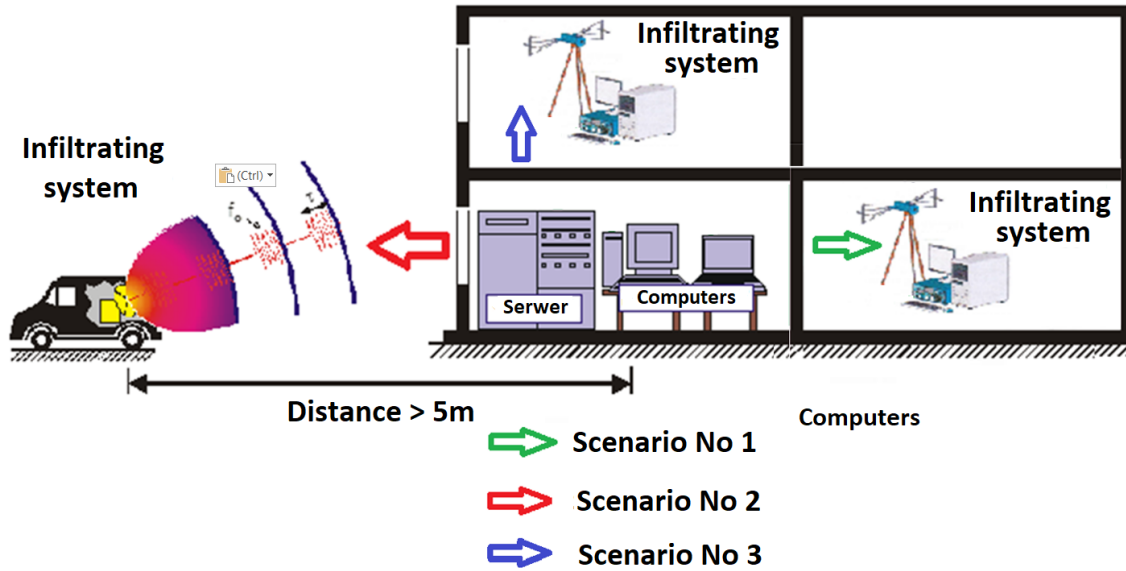 Infiltrating
system
Infiltrating
system
(Ctrl)
f₀
τ
Infiltrating
system
Serwer
Computers
Distance > 5m
Computers
Scenario No 1
Scenario No 2
Scenario No 3